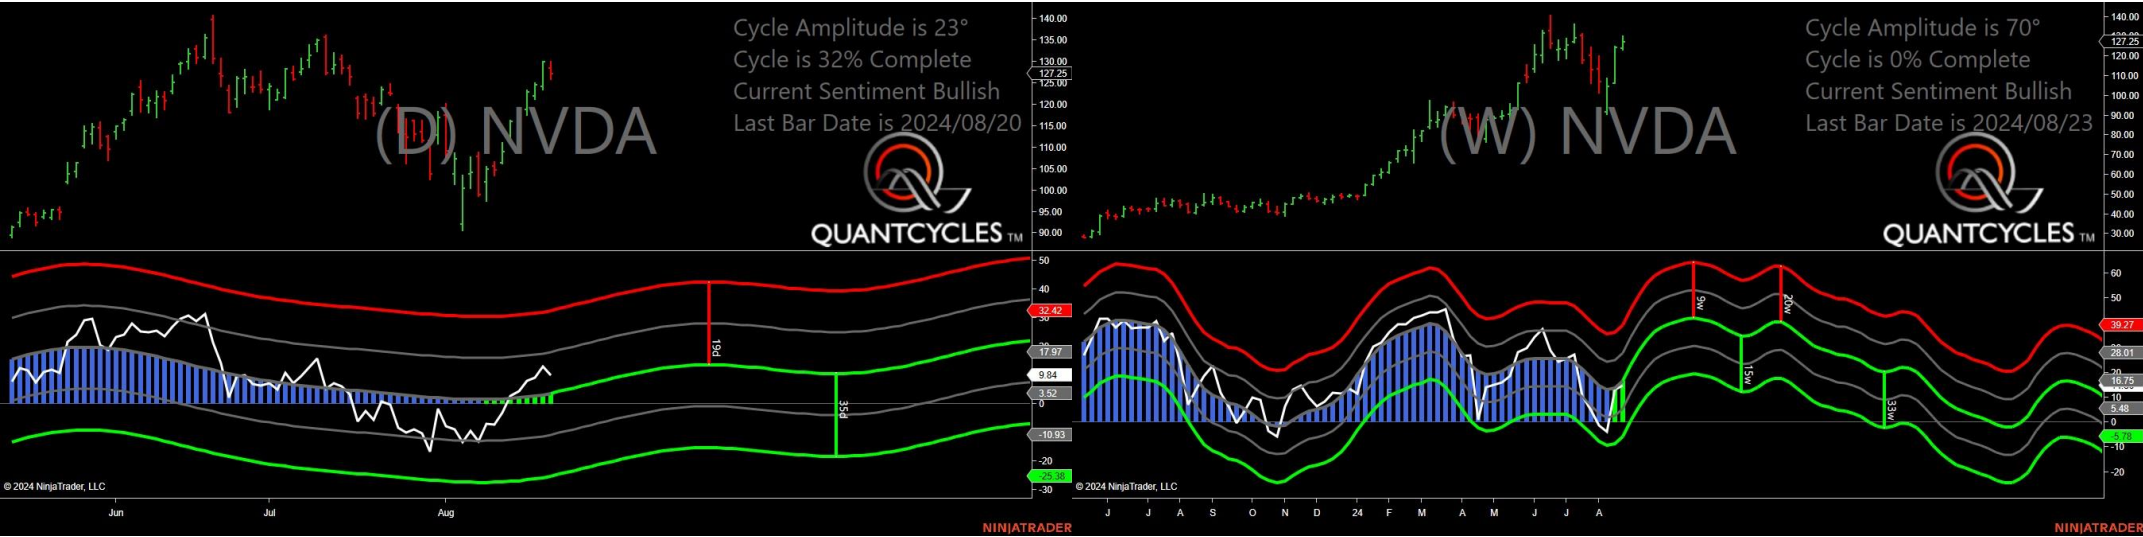 Cycle Amplitude is 23°
Cycle is 32% Complete
Current Sentiment Bullish
Last Bar Date is 2024/08/20
(D) NVDA
QUANTCYCLES TM
140.00
135.00
130.00
127.25
125.00
120.00
115.00
110.00
105.00
100.00
95.00
90.00
50
40
32.42
30
17.97
9.84
3.52
0
-10.93
-20
-25.38
-30
19d
35d
© 2024 NinjaTrader, LLC
Jun Jul Aug
NINJATRADER
Cycle Amplitude is 70°
Cycle is 0% Complete
Current Sentiment Bullish
Last Bar Date is 2024/08/23
(W) NVDA
QUANTCYCLES TM
140.00
127.25
120.00
110.00
100.00
90.00
80.00
70.00
60.00
50.00
40.00
30.00
60
50
39.27
28.01
20
16.75
10
5.48
0
-5.78
-10
-20
9w
20w
15w
33w
© 2024 NinjaTrader, LLC
J J A S O N D 24 F M A M J J A
NINJATRADER